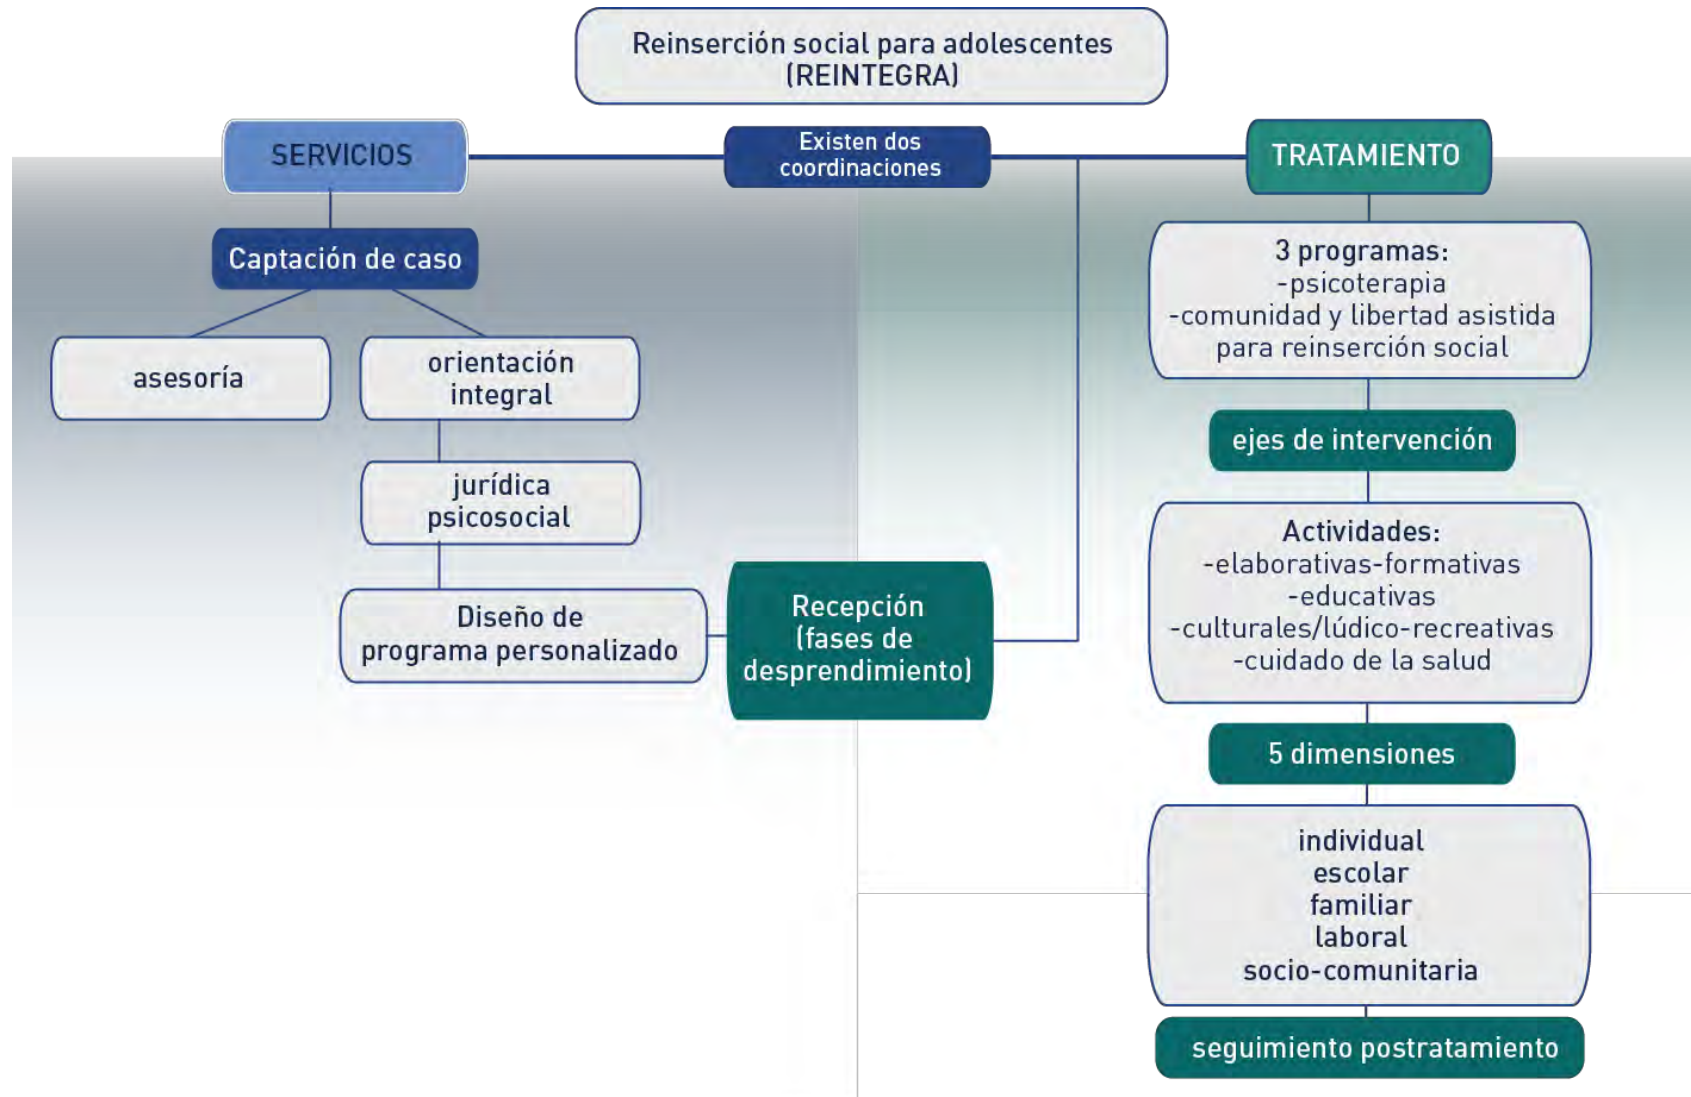 Reinserción social para adolescentes
(REINTEGRA)
SERVICIOS
Existen dos
coordinaciones
TRATAMIENTO
Captación de caso
asesoría
orientación
integral
jurídica
psicosocial
Diseño de
programa personalizado
Recepción
(fases de
desprendimiento)
3 programas:
-psicoterapia
-comunidad y libertad asistida
para reinserción social
ejes de intervención
Actividades:
-elaborativas-formativas
-educativas
-culturales/lúdico-recreativas
-cuidado de la salud
5 dimensiones
individual
escolar
familiar
laboral
socio-comunitaria
seguimiento postratamiento